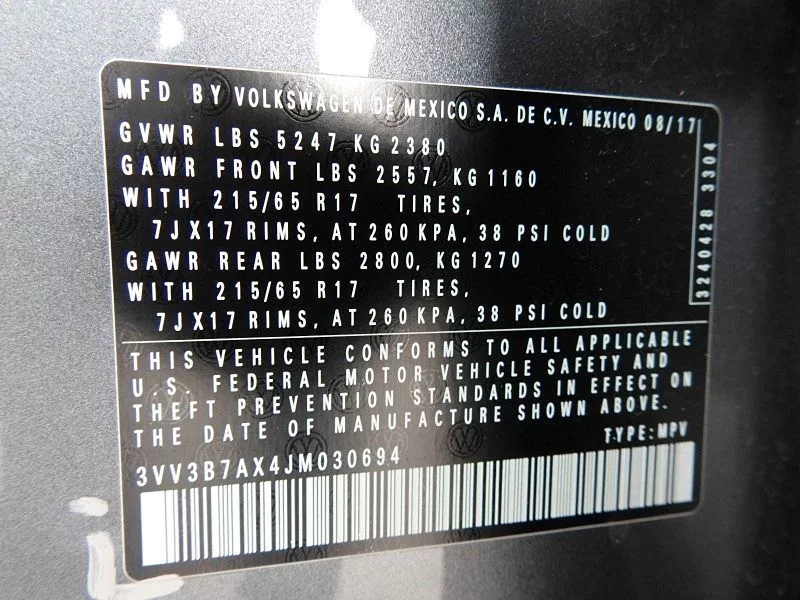 MFD BY VOLKSWAGEN DE MEXICO S.A. DE C.V. MEXICO 08/17
GVWR LBS 5247 KG 2380
GAWR FRONT LBS 2557, KG 1160
WITH 215/65 R17 TIRES,
7JX17 RIMS, AT 260 KPA, 38 PSI COLD
GAWR REAR LBS 2800, KG 1270
WITH 215/65 R17 TIRES,
7JX17 RIMS, AT 260 KPA, 38 PSI COLD
3240428 3304
THIS VEHICLE CONFORMS TO ALL APPLICABLE
U.S. FEDERAL MOTOR VEHICLE SAFETY AND
THEFT PREVENTION STANDARDS IN EFFECT ON
THE DATE OF MANUFACTURE SHOWN ABOVE.
TYPE: MPV
3VV3B7AX4JM030694